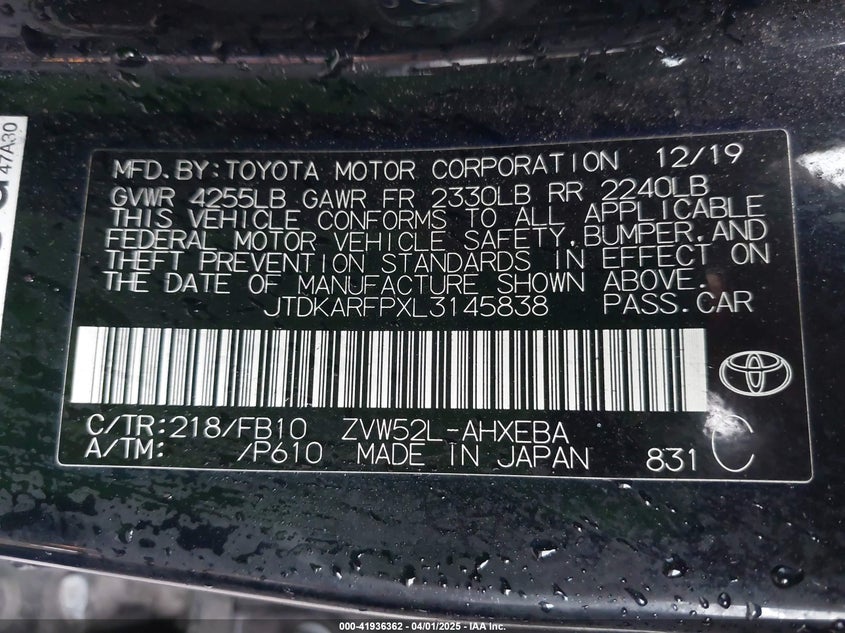 47A30
MFD.BY:TOYOTA MOTOR CORPORATION 12/19
GVWR 4255LB GAWR FR 2330LB RR 2240LB
THIS VEHICLE CONFORMS TO ALL APPLICABLE
FEDERAL MOTOR VEHICLE SAFETY,BUMPER,AND
THEFT PREVENTION STANDARDS IN EFFECT ON
THE DATE OF MANUFACTURE SHOWN ABOVE.
JTDKARFPXL3145838 PASS.CAR
C/TR:218/FB10 ZVW52L-AHXEBA
A/TM: /P610 MADE IN JAPAN 831 C
000-41936362 - 04/01/2025 - IAA Inc.